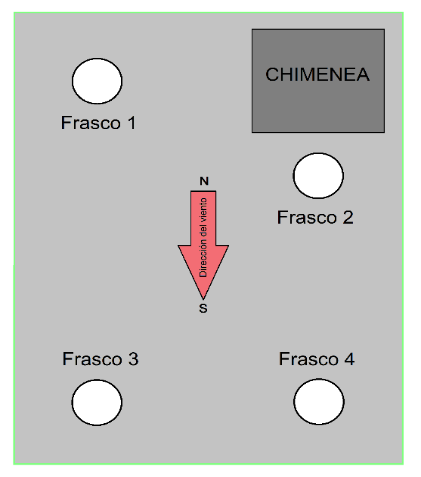 CHIMENEA
Frasco 1
N
Dirección del viento
Frasco 2
S
Frasco 3
Frasco 4